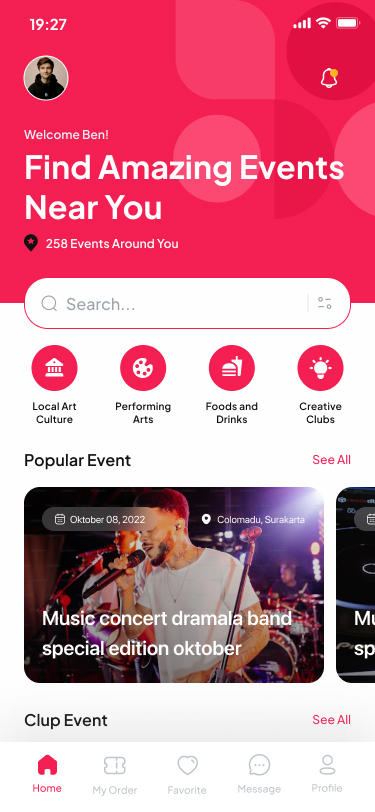 19:27
Welcome Ben!
Find Amazing Events
Near You
258 Events Around You
Search...
Local Art
Culture
Performing
Arts
Foods and
Drinks
Creative
Clubs
Popular Event
See All
Oktober 08, 2022
Colomadu, Surakarta
Music concert dramala band
special edition oktober
Mu
sp
Clup Event
See All
Home
My Order
Favorite
Message
Profile